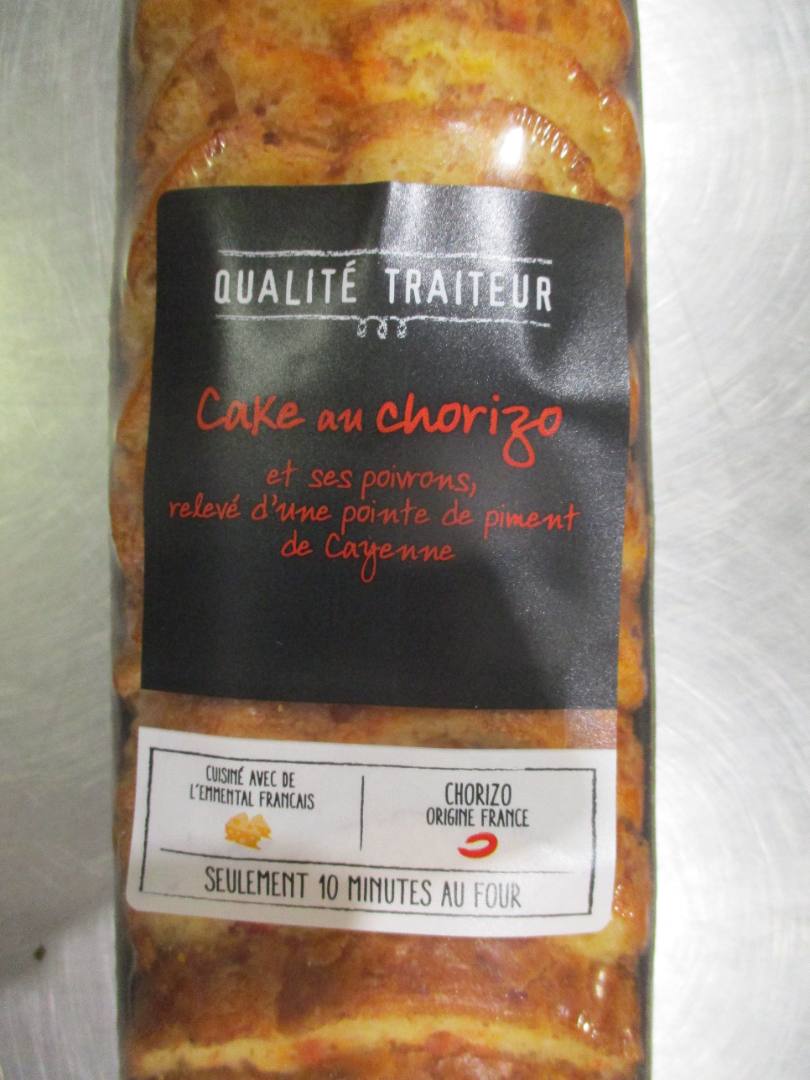 QUALITÉ TRAITEUR
Cake au chorizo
et ses poivrons,
relevé d'une pointe de piment
de Cayenne
CUISINÉ AVEC DE
L'EMMENTAL FRANCAIS
CHORIZO
ORIGINE FRANCE
SEULEMENT 10 MINUTES AU FOUR